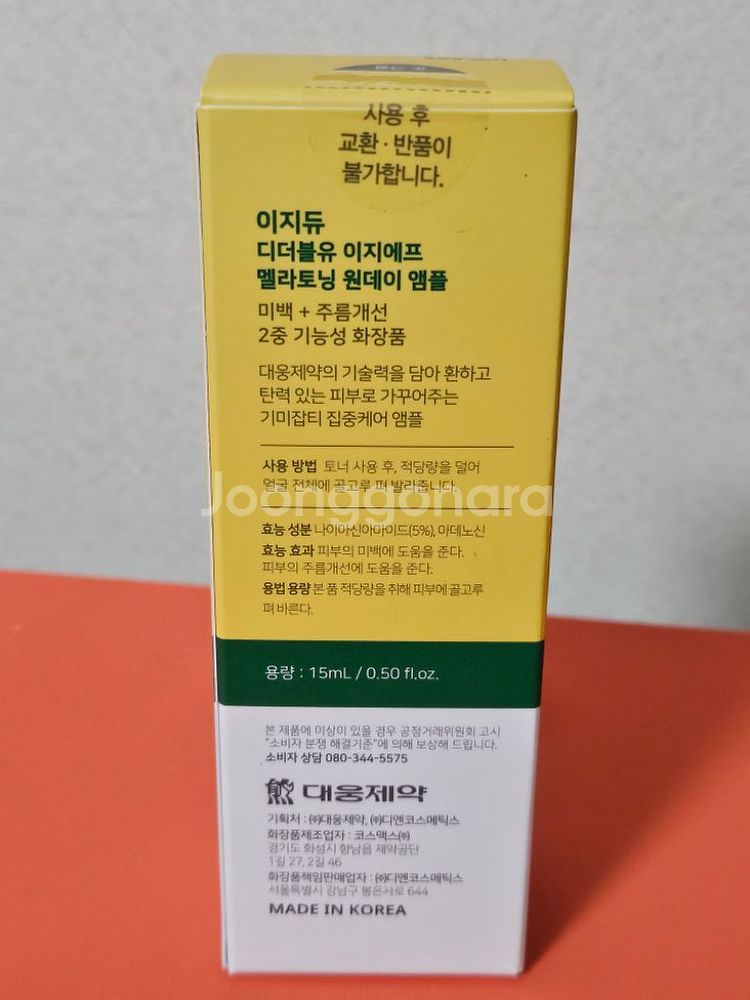 사용 후
교환 · 반품이
불가합니다.
이지듀
디더블유 이지에프
멜라토닝 원데이 앰플
미백 + 주름개선
2중 기능성 화장품
대웅제약의 기술력을 담아 환하고
탄력 있는 피부로 가꾸어주는
기미잡티 집중케어 앰플
사용 방법 토너 사용 후, 적당량을 덜어
얼굴 전체에 골고루 펴 발라줍니다.
Joonggonara
효능 성분 나이아신아마이드(5%), 아데노신
효능 효과 피부의 미백에 도움을 준다.
피부의 주름개선에 도움을 준다.
용법 용량 본 품 적당량을 취해 피부에 골고루
펴 바른다.
용량 : 15mL / 0.50 fl.oz.
본 제품에 이상이 있을 경우 공정거래위원회 고시
"소비자 분쟁 해결기준"에 의해 보상해 드립니다.
소비자 상담 080-344-5575
대웅제약
기획처 : ㈜대웅제약, ㈜디엔코스메틱스
화장품제조업자 : 코스맥스㈜
경기도 화성시 향남읍 제약공단
1길 27, 2길 46
화장품책임판매업자 : ㈜디엔코스메틱스
서울특별시 강남구 봉은사로 644
MADE IN KOREA